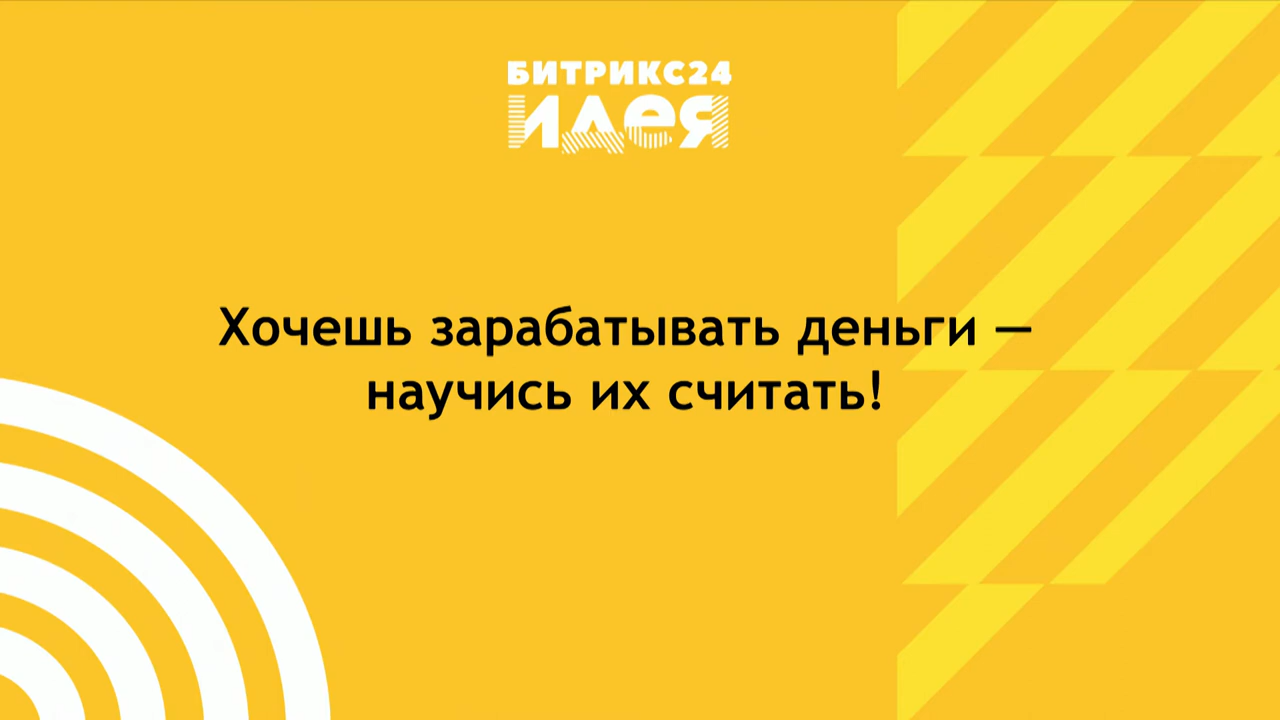 БИТРИКС24
идея
Хочешь зарабатывать деньги —
научись их считать!